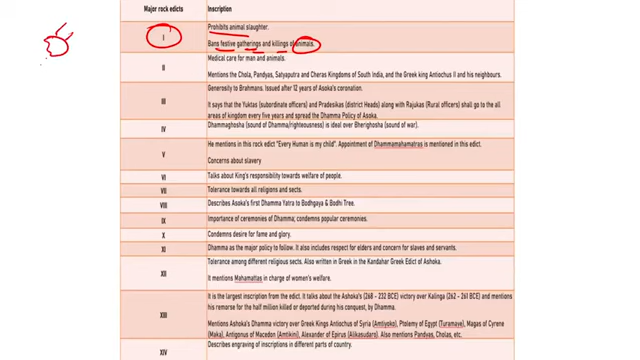 Major rock edicts Inscription
I
Prohibits animal slaughter.
Bans festive gatherings and killings of animals.
II
Medical care for man and animals.
Mentions the Chola, Pandyas, Satyaputra and Cheras Kingdoms of South India, and the Greek king Antiochus II and his neighbours.
III
Generosity to Brahmans. Issued after 12 years of Asoka's coronation.
It says that the Yuktas (subordinate officers) and Pradesikas (district Heads) along with Rajukas (Rural officers) shall go to the all
areas of kingdom every five years and spread the Dhamma Policy of Asoka.
IV
Dhammaghosha (sound of Dhamma/righteousness) is ideal over Bherighosha (sound of war).
V
He mentions in this rock edict "Every Human is my child". Appointment of Dhammamahamatras is mentioned in this edict.
Concerns about slavery
VI
Talks about King's responsibility towards welfare of people.
VII
Tolerance towards all religions and sects.
VIII
Describes Asoka's first Dhamma Yatra to Bodhgaya & Bodhi Tree.
IX
Importance of ceremonies of Dhamma; condemns popular ceremonies.
X
Condemns desire for fame and glory.
XI
Dhamma as the major policy to follow. It also includes respect for elders and concern for slaves and servants.
XII
Tolerance among different religious sects. Also written in Greek in the Kandahar Greek Edict of Ashoka.
It mentions Mahamattas in charge of women's welfare.
XIII
It is the largest inscription from the edict. It talks about the Ashoka's (268 – 232 BCE) victory over Kalinga (262 – 261 BCE) and mentions
his remorse for the half million killed or deported during his conquest, by Dhamma.
Mentions Ashoka's Dhamma victory over Greek Kings Antiochus of Syria (Amtiyoko), Ptolemy of Egypt (Turamaye), Magas of Cyrene
(Maka), Antigonus of Macedon (Amtikini), Alexander of Epirus (Alikasudaro). Also mentions Pandyas, Cholas, etc.
XIV
Describes engraving of inscriptions in different parts of country.